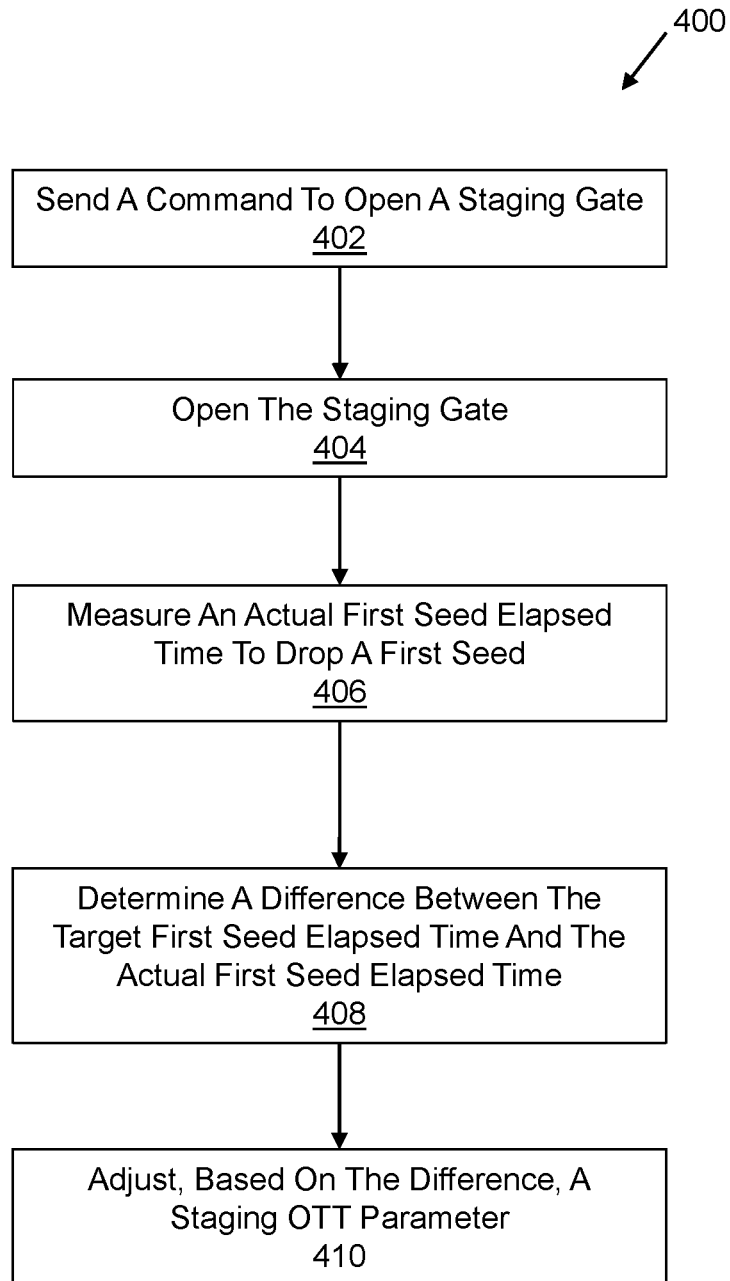 400
Send A Command To Open A Staging Gate
402
Open The Staging Gate
404
Measure An Actual First Seed Elapsed
Time To Drop A First Seed
406
Determine A Difference Between The
Target First Seed Elapsed Time And The
Actual First Seed Elapsed Time
408
Adjust, Based On The Difference, A
Staging OTT Parameter
410